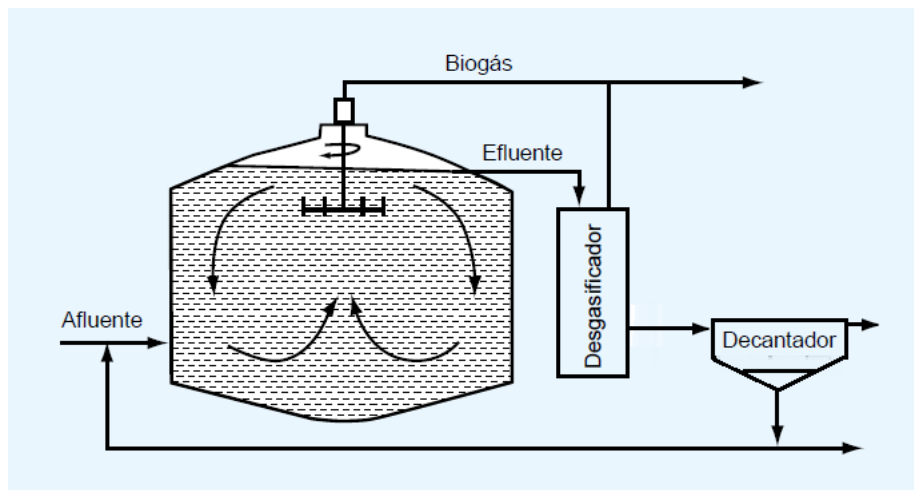 Biogás
Efluente
Desgasificador
Afluente
Decantador